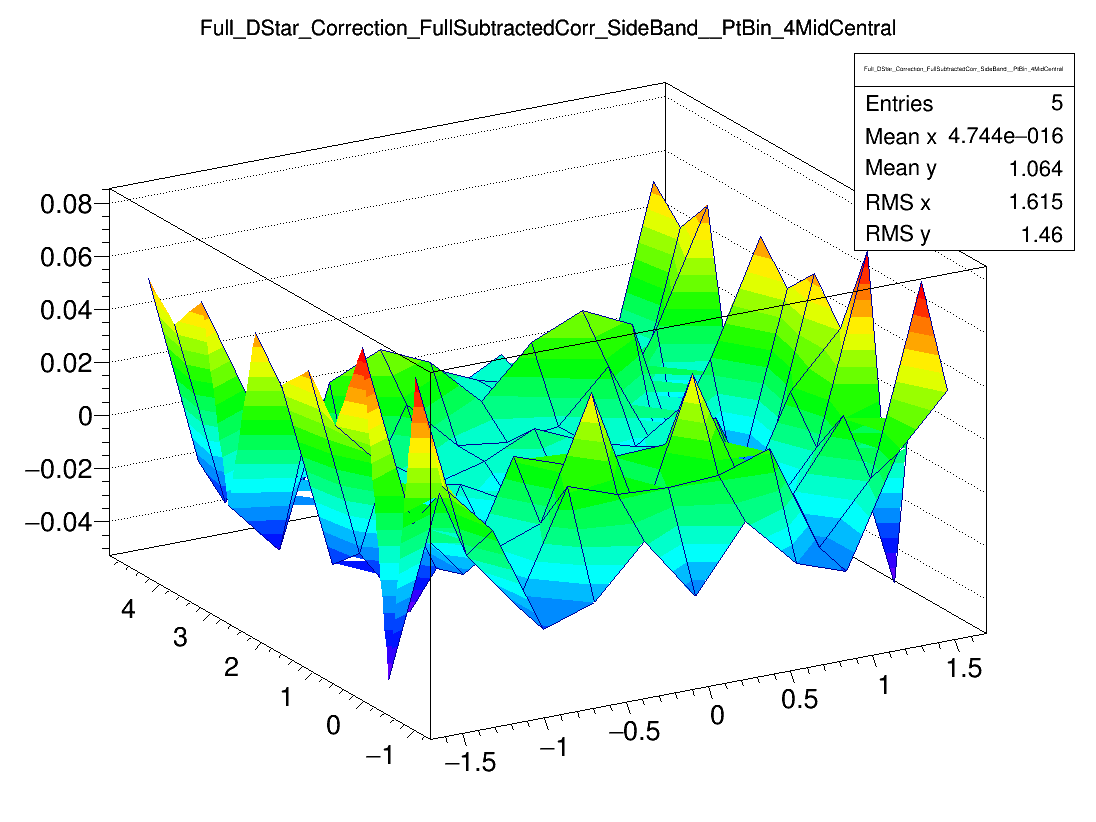 Full_DStar_Correction_FullSubtractedCorr_SideBand__PtBin_4MidCentral
Full_DStar_Correction_FullSubtractedCorr_SideBand__PtBin_4MidCentral
Entries 5
Mean x 4.744e−016
Mean y 1.064
RMS x 1.615
RMS y 1.46
0.08
0.06
0.04
0.02
0
−0.02
−0.04
4
3
2
1
0
−1
−1.5
−1
−0.5
0
0.5
1
1.5